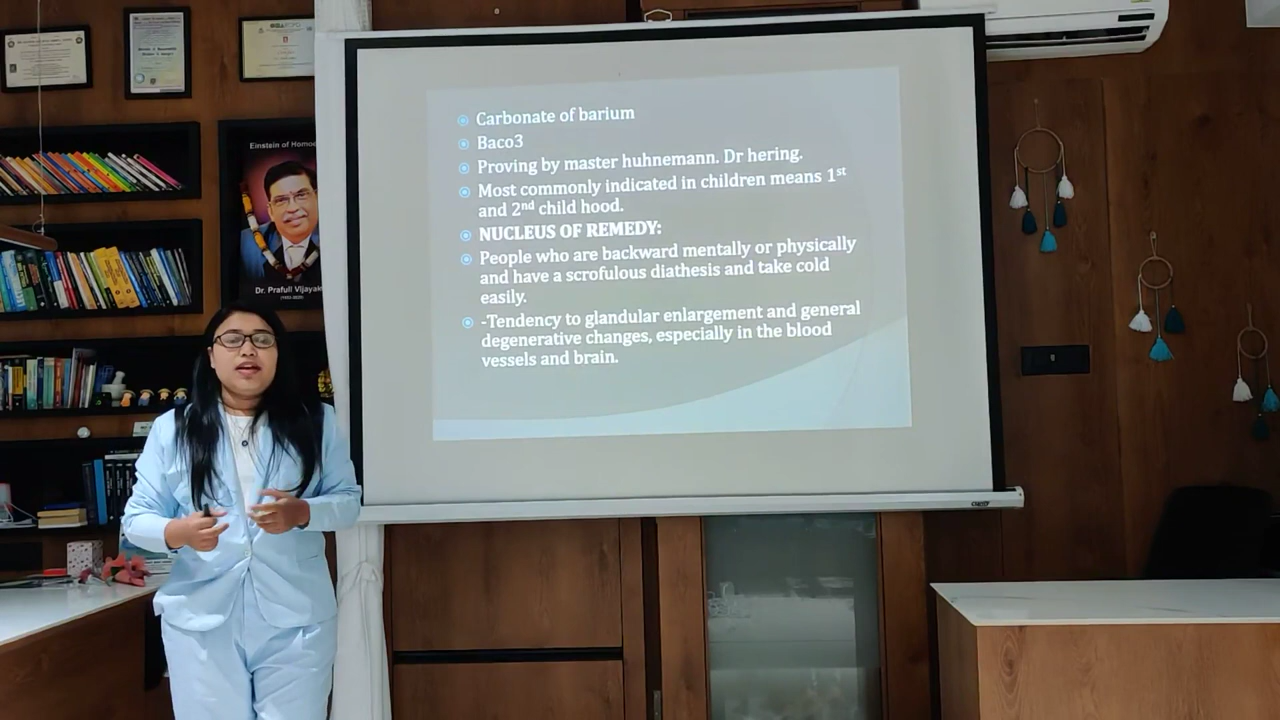 Carbonate of barium
Baco3
Proving by master huhnemann. Dr hering.
Most commonly indicated in children means 1st
and 2nd child hood.
NUCLEUS OF REMEDY:
People who are backward mentally or physically
and have a scrofulous diathesis and take cold
easily.
-Tendency to glandular enlargement and general
degenerative changes, especially in the blood
vessels and brain.
Einstein of Homoe
Dr. Prafull Vijayak